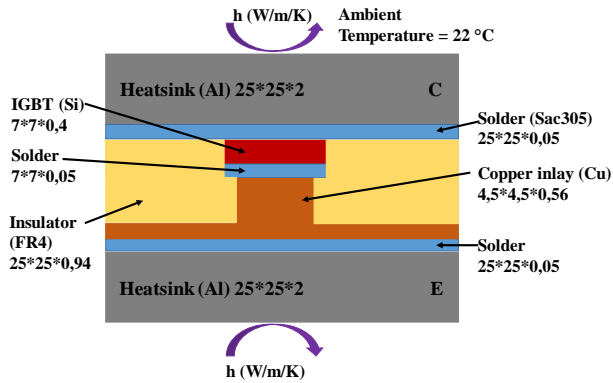 h (W/m/K)
Ambient
Temperature = 22 °C
Heatsink (Al) 25*25*2
C
IGBT (Si)
7*7*0,4
Solder
7*7*0,05
Insulator
(FR4)
25*25*0,94
Solder (Sac305)
25*25*0,05
Copper inlay (Cu)
4,5*4,5*0,56
Solder
25*25*0,05
Heatsink (Al) 25*25*2
E
h (W/m/K)